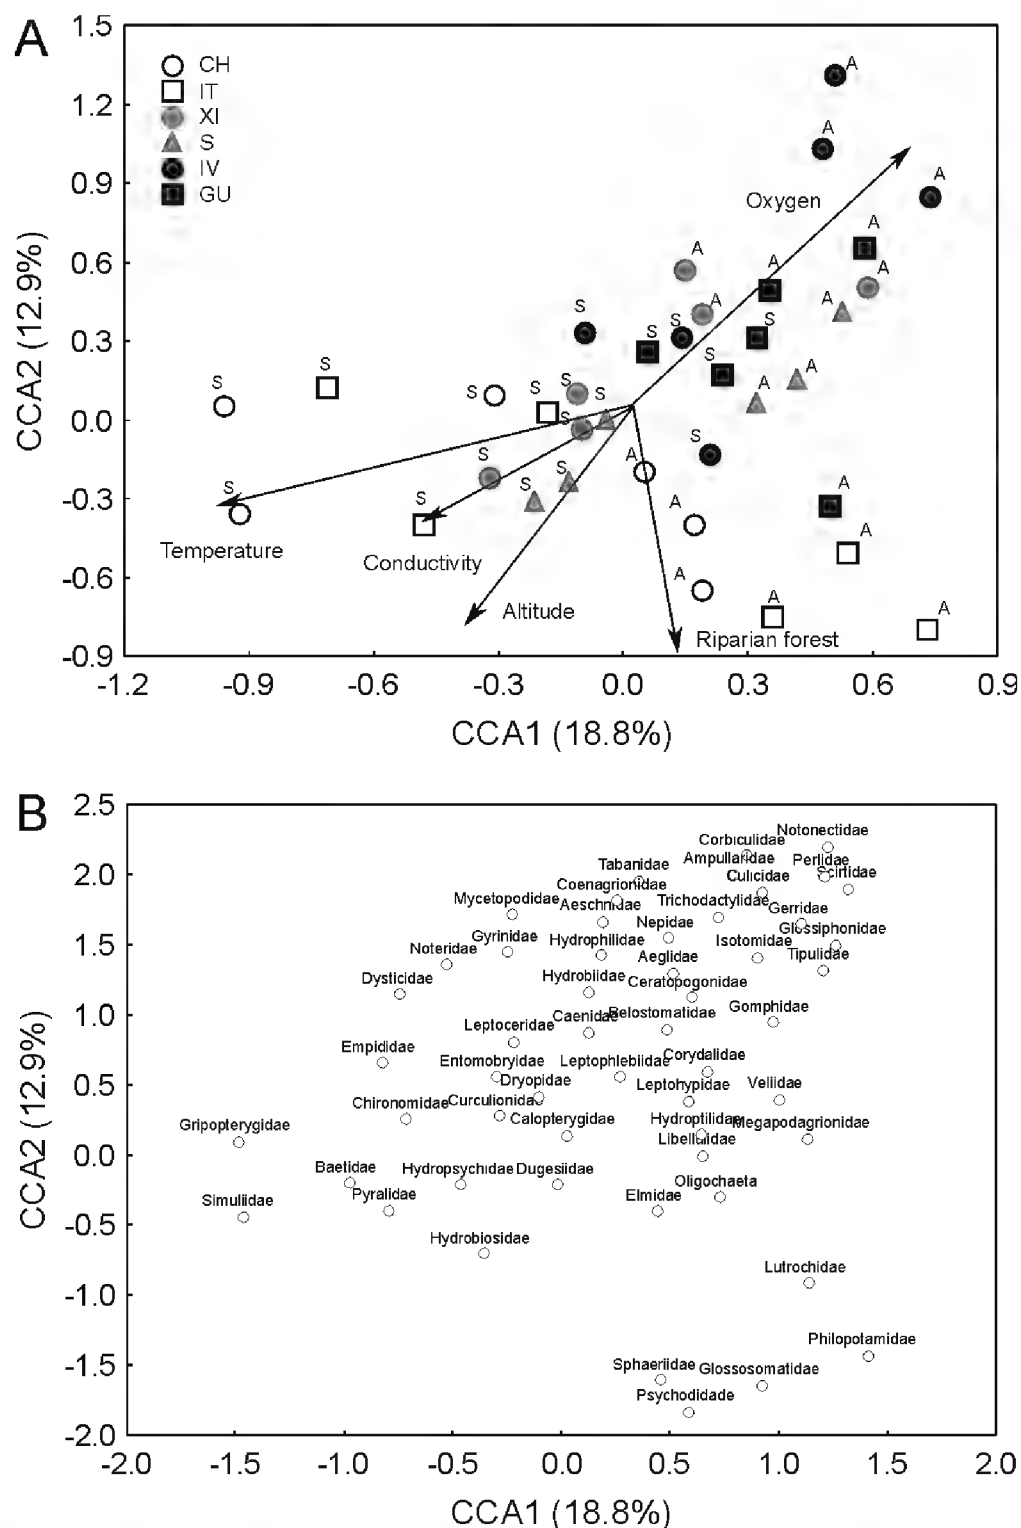 A
1.5
1.2
0.9
0.6
0.3
0.0
-0.3
-0.6
-0.9
CCA2 (12.9%)
CH
IT
XI
S
IV
GU
A
A
Oxygen
A
A
A
A
A
A
A
S
S
S
S
S
S
S
S
S
S
S
A
A
S
S
S
S
S
S
S
A
A
A
A
A
A
A
Temperature
Conductivity
Altitude
Riparian forest
-1.2 -0.9 -0.6 -0.3 0.0 0.3 0.6 0.9
CCA1 (18.8%)
B
2.5
2.0
1.5
1.0
0.5
0.0
-0.5
-1.0
-1.5
-2.0
CCA2 (12.9%)
Notonectidae
Corbiculidae
Ampullaridae Perlidae
Tabanidae Culicidae Scirtidae
Coenagrionidae
Mycetopodidae Aeschnidae Trichodactylidae Gerridae
Nepidae Glossiphonidae
Gyrinidae Hydrophilidae Isotomidae
Noteridae Aeglidae Tipulidae
Dysticidae Hydrobiidae Ceratopogonidae
Caenidae Belostomatidae Gomphidae
Leptoceridae
Empididae Entomobryidae Leptophlebiidae Corydalidae
Dryopidae Leptohypidae Veliidae
Chironomidae Curculionidae
Gripopterygidae Calopterygidae Hydroptilidae Megapodagrionidae
Libellulidae
Baetidae Hydropsychidae Dugesiidae
Pyralidae Elmidae Oligochaeta
Simuliidae
Hydrobiosidae
Lutrochidae
Philopotamidae
Sphaeriidae Glossosomatidae
Psychodidade
-2.0 -1.5 -1.0 -0.5 0.0 0.5 1.0 1.5 2.0
CCA1 (18.8%)